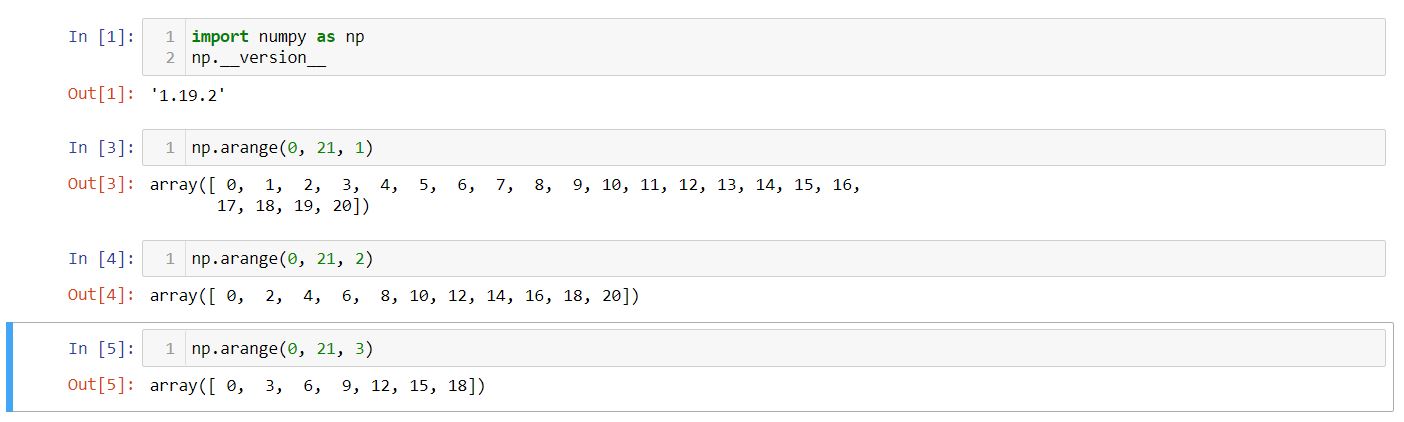 In [1]: 1 import numpy as np
2 np.__version__
Out[1]: '1.19.2'
In [3]: 1 np.arange(0, 21, 1)
Out[3]: array([ 0,  1,  2,  3,  4,  5,  6,  7,  8,  9, 10, 11, 12, 13, 14, 15, 16,
17, 18, 19, 20])
In [4]: 1 np.arange(0, 21, 2)
Out[4]: array([ 0,  2,  4,  6,  8, 10, 12, 14, 16, 18, 20])
In [5]: 1 np.arange(0, 21, 3)
Out[5]: array([ 0,  3,  6,  9, 12, 15, 18])